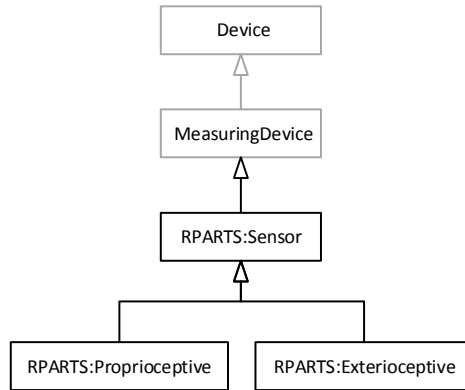 Device
MeasuringDevice
RPARTS:Sensor
RPARTS:Proprioceptive
RPARTS:Exterioceptive